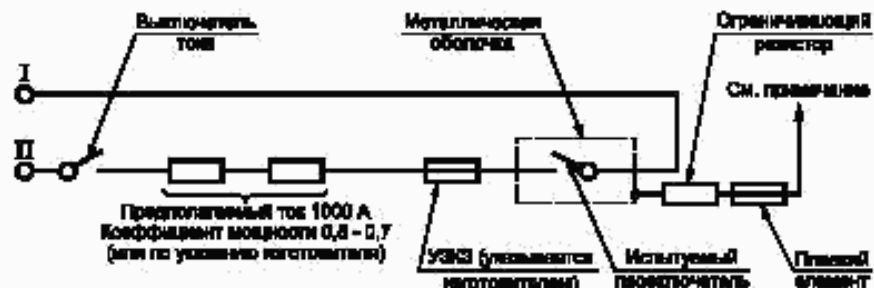 Выключатель
тока
Металлическая
оболочка
Ограничивающий
резистор
См. примечание
I
II
Предполагаемый ток 1000 А
Коэффициент мощности 0,6 - 0,7
(или по указанию изготовителя)
УЗКЗ (указывается
изготовителем)
Испытуемый
переключатель
Плавкий
элемент